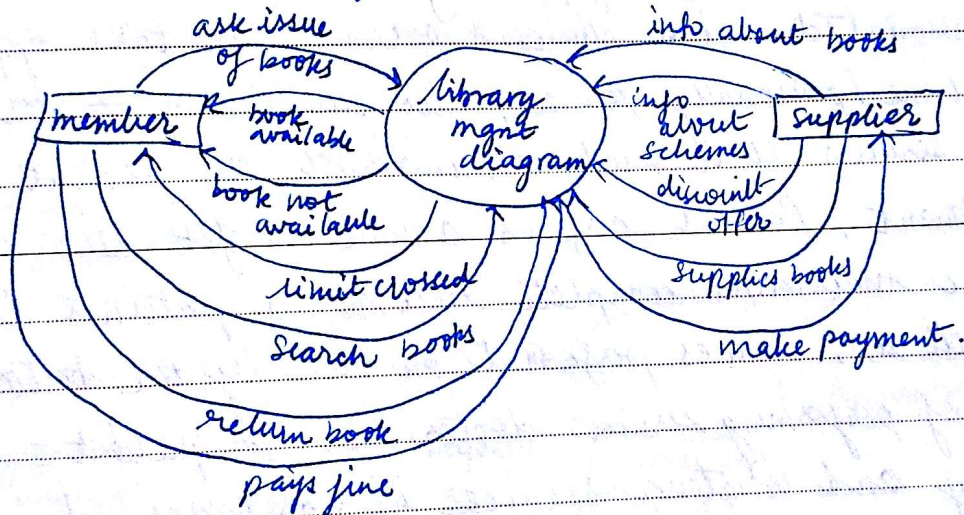 ask issue
of books
info about books
member
book
available
library
mgnt
diagram
info
about
schemes
supplier
book not
available
discount
offer
limit crossed
supplies books
search books
make payment.
return book
pays fine